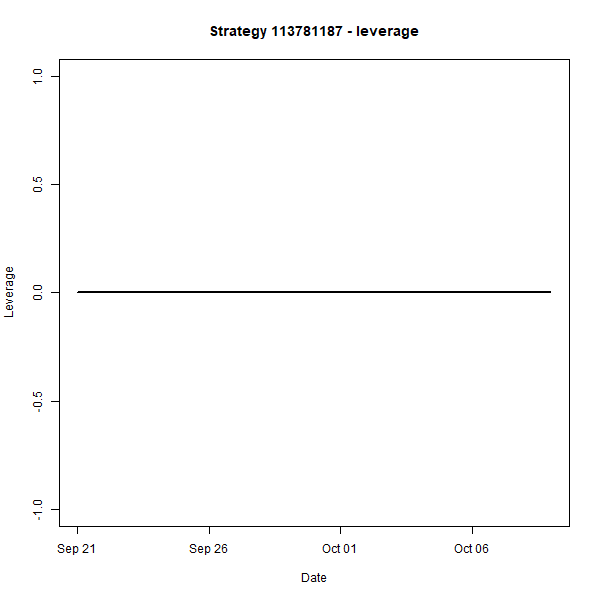 Strategy 113781187 - leverage
1.0
0.5
0.0
-0.5
-1.0
Leverage
Sep 21
Sep 26
Oct 01
Oct 06
Date